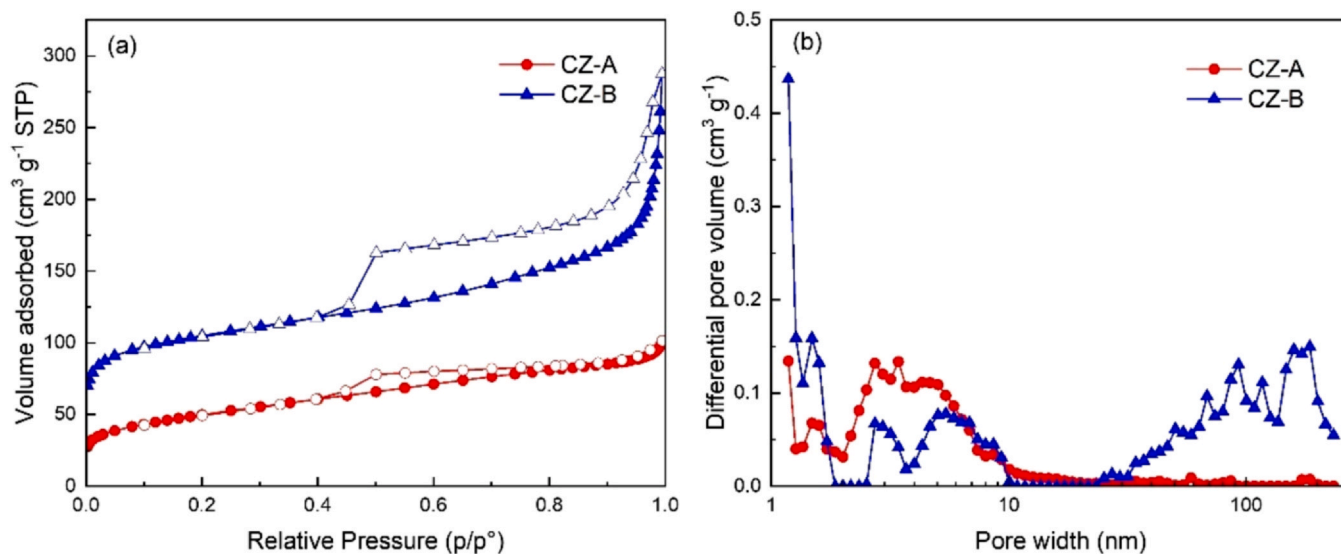 (a)
CZ-A
CZ-B
Volume adsorbed (cm³ g⁻¹ STP)
300
250
200
150
100
50
0
0.0 0.2 0.4 0.6 0.8 1.0
Relative Pressure (p/p°)
(b)
CZ-A
CZ-B
Differential pore volume (cm³ g⁻¹)
0.5
0.4
0.3
0.2
0.1
0.0
1 10 100
Pore width (nm)